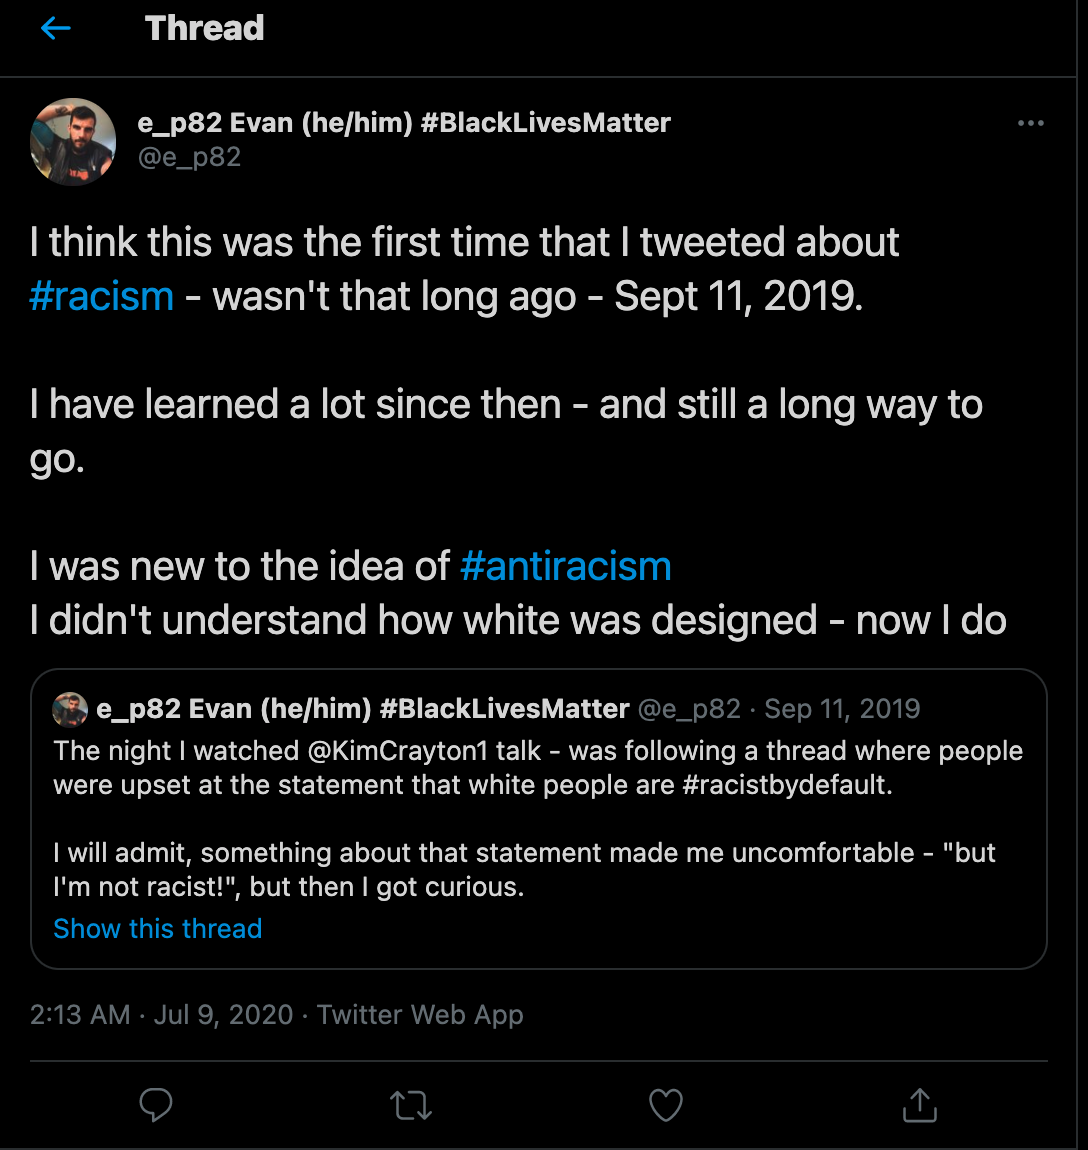 Thread
e_p82 Evan (he/him) #BlackLivesMatter
@e_p82
I think this was the first time that I tweeted about
#racism - wasn't that long ago - Sept 11, 2019.
I have learned a lot since then - and still a long way to
go.
I was new to the idea of #antiracism
I didn't understand how white was designed - now I do
e_p82 Evan (he/him) #BlackLivesMatter @e_p82 · Sep 11, 2019
The night I watched @KimCrayton1 talk - was following a thread where people
were upset at the statement that white people are #racistbydefault.
I will admit, something about that statement made me uncomfortable - "but
I'm not racist!", but then I got curious.
Show this thread
2:13 AM · Jul 9, 2020 · Twitter Web App